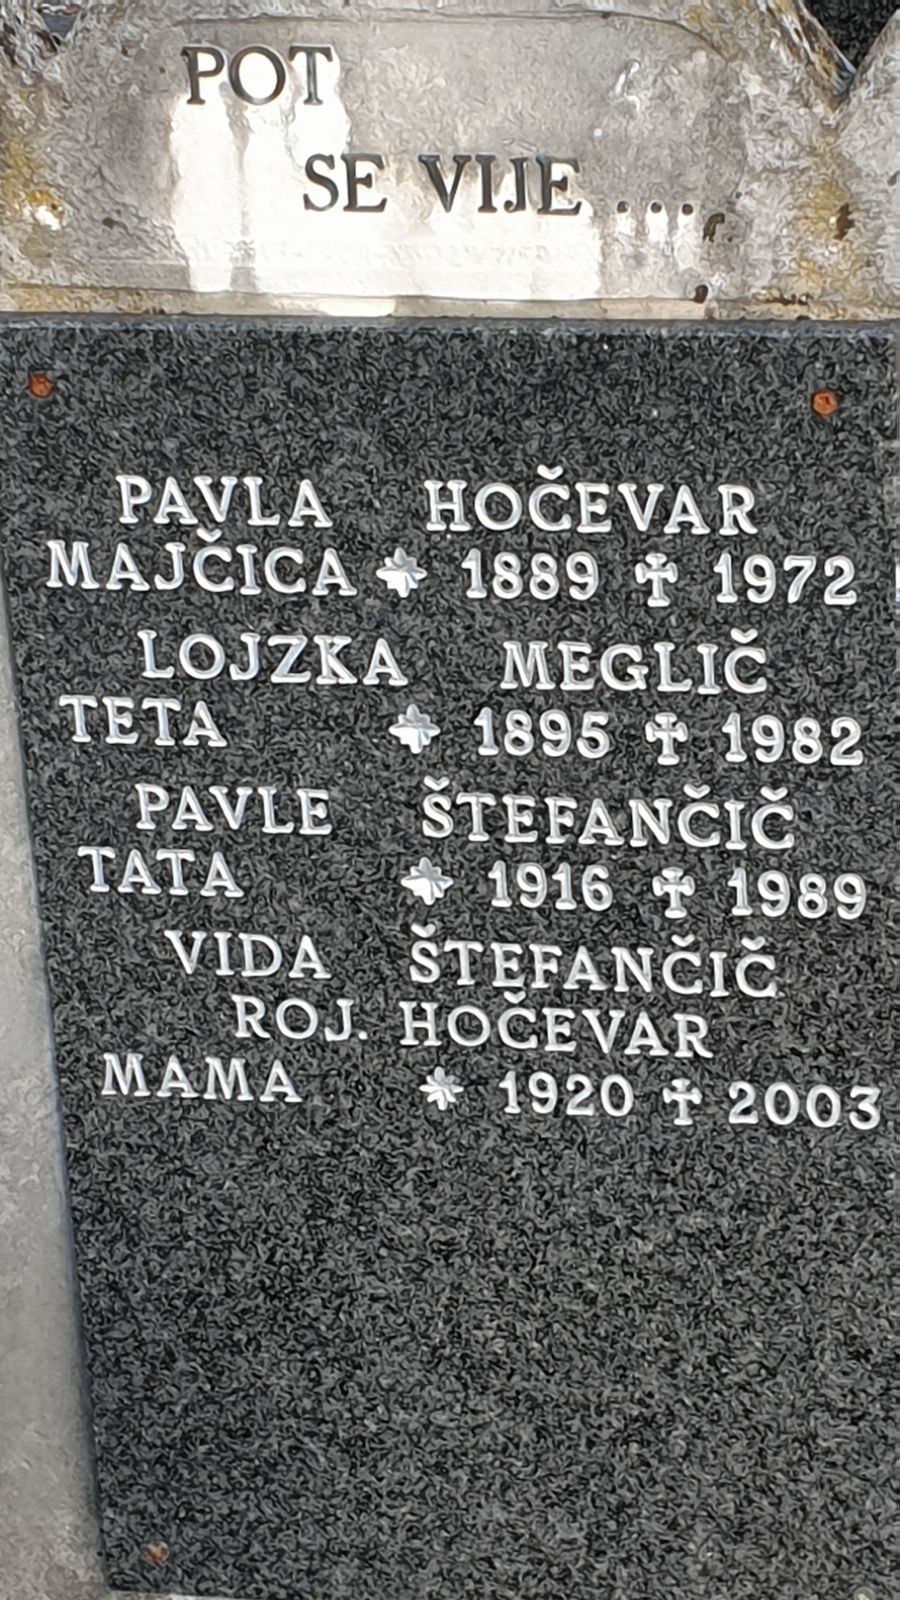 POT
SE VIJE ....
PAVLA HOČEVAR
MAJČICA * 1889 ✝ 1972
LOJZKA MEGLIČ
TETA * 1895 ✝ 1982
PAVLE ŠTEFANČIČ
TATA * 1916 ✝ 1989
VIDA ŠTEFANČIČ
ROJ. HOČEVAR
MAMA * 1920 ✝ 2003